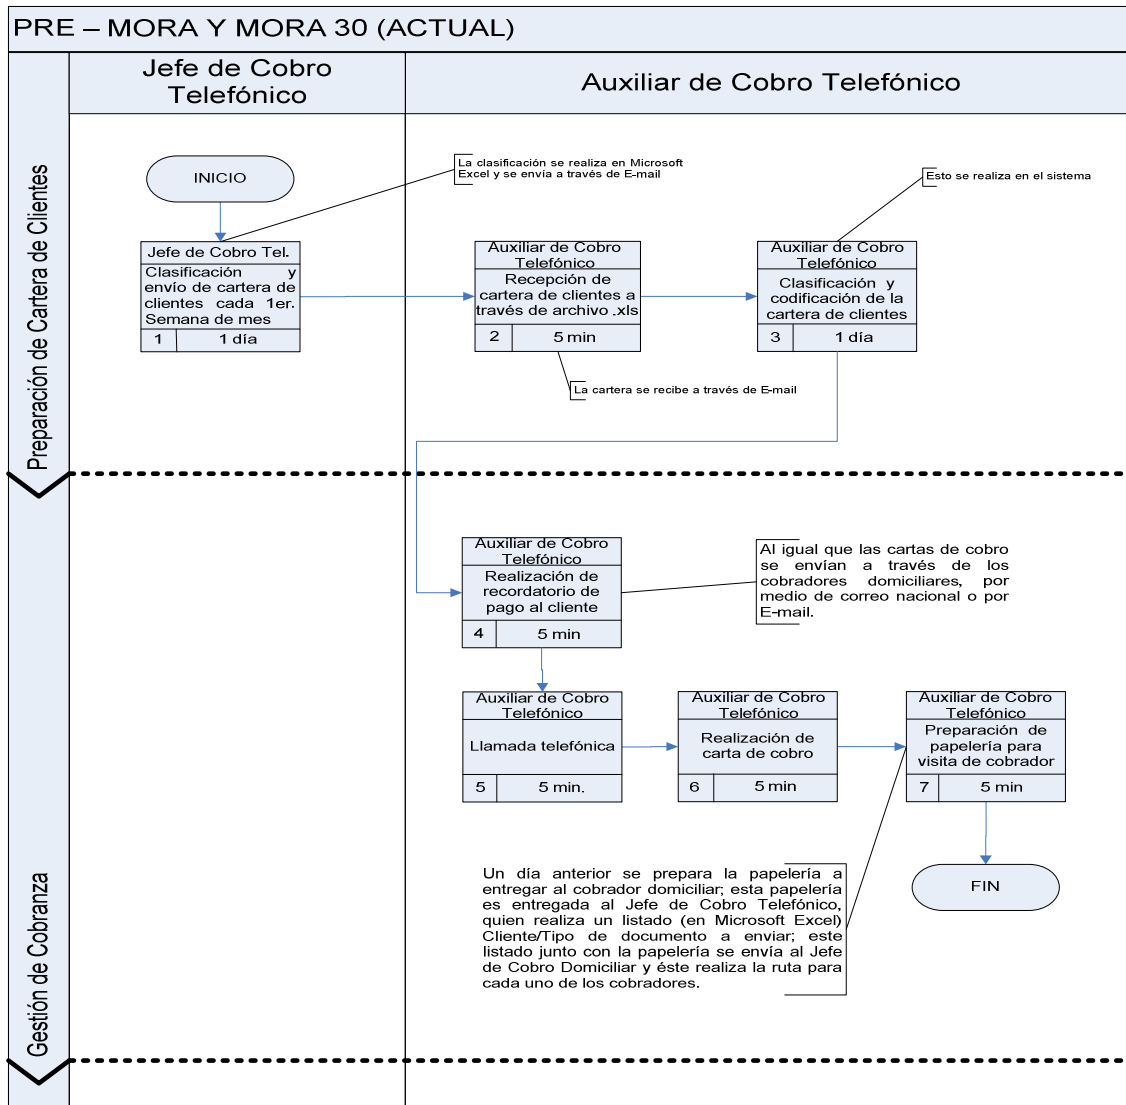 PRE – MORA Y MORA 30 (ACTUAL)
Jefe de Cobro
Telefónico
Auxiliar de Cobro Telefónico
Preparación de Cartera de Clientes
INICIO
La clasificación se realiza en Microsoft
Excel y se envía a través de E-mail
Esto se realiza en el sistema
Jefe de Cobro Tel.
Clasificación y
envío de cartera de
clientes cada 1er.
Semana de mes
1
1 día
Auxiliar de Cobro
Telefónico
Recepción de
cartera de clientes a
través de archivo .xls
2
5 min
Auxiliar de Cobro
Telefónico
Clasificación y
codificación de la
cartera de clientes
3
1 día
La cartera se recibe a través de E-mail
Gestión de Cobranza
Auxiliar de Cobro
Telefónico
Realización de
recordatorio de
pago al cliente
4
5 min
Al igual que las cartas de cobro
se envían a través de los
cobradores domiciliares, por
medio de correo nacional o por
E-mail.
Auxiliar de Cobro
Telefónico
Llamada telefónica
5
5 min.
Auxiliar de Cobro
Telefónico
Realización de
carta de cobro
6
5 min
Auxiliar de Cobro
Telefónico
Preparación de
papelería para
visita de cobrador
7
5 min
Un día anterior se prepara la papelería a
entregar al cobrador domiciliar; esta papelería
es entregada al Jefe de Cobro Telefónico,
quien realiza un listado (en Microsoft Excel)
Cliente/Tipo de documento a enviar; este
listado junto con la papelería se envía al Jefe
de Cobro Domiciliar y éste realiza la ruta para
cada uno de los cobradores.
FIN